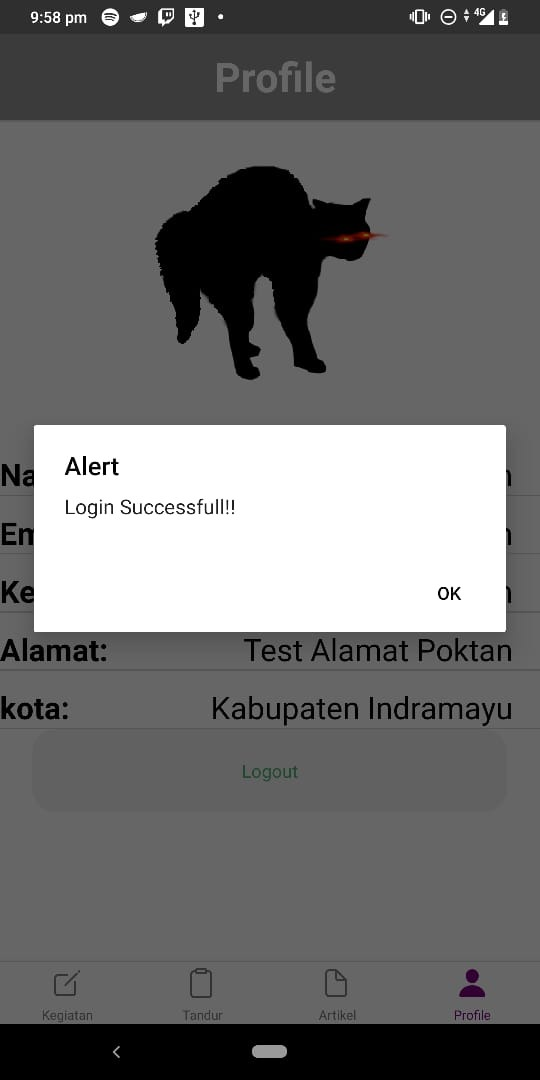 9:58 pm 4G
Profile
Alert
Login Successfull!!
OK
Alamat: Test Alamat Poktan
kota: Kabupaten Indramayu
Logout
Kegiatan Tandur Artikel Profile